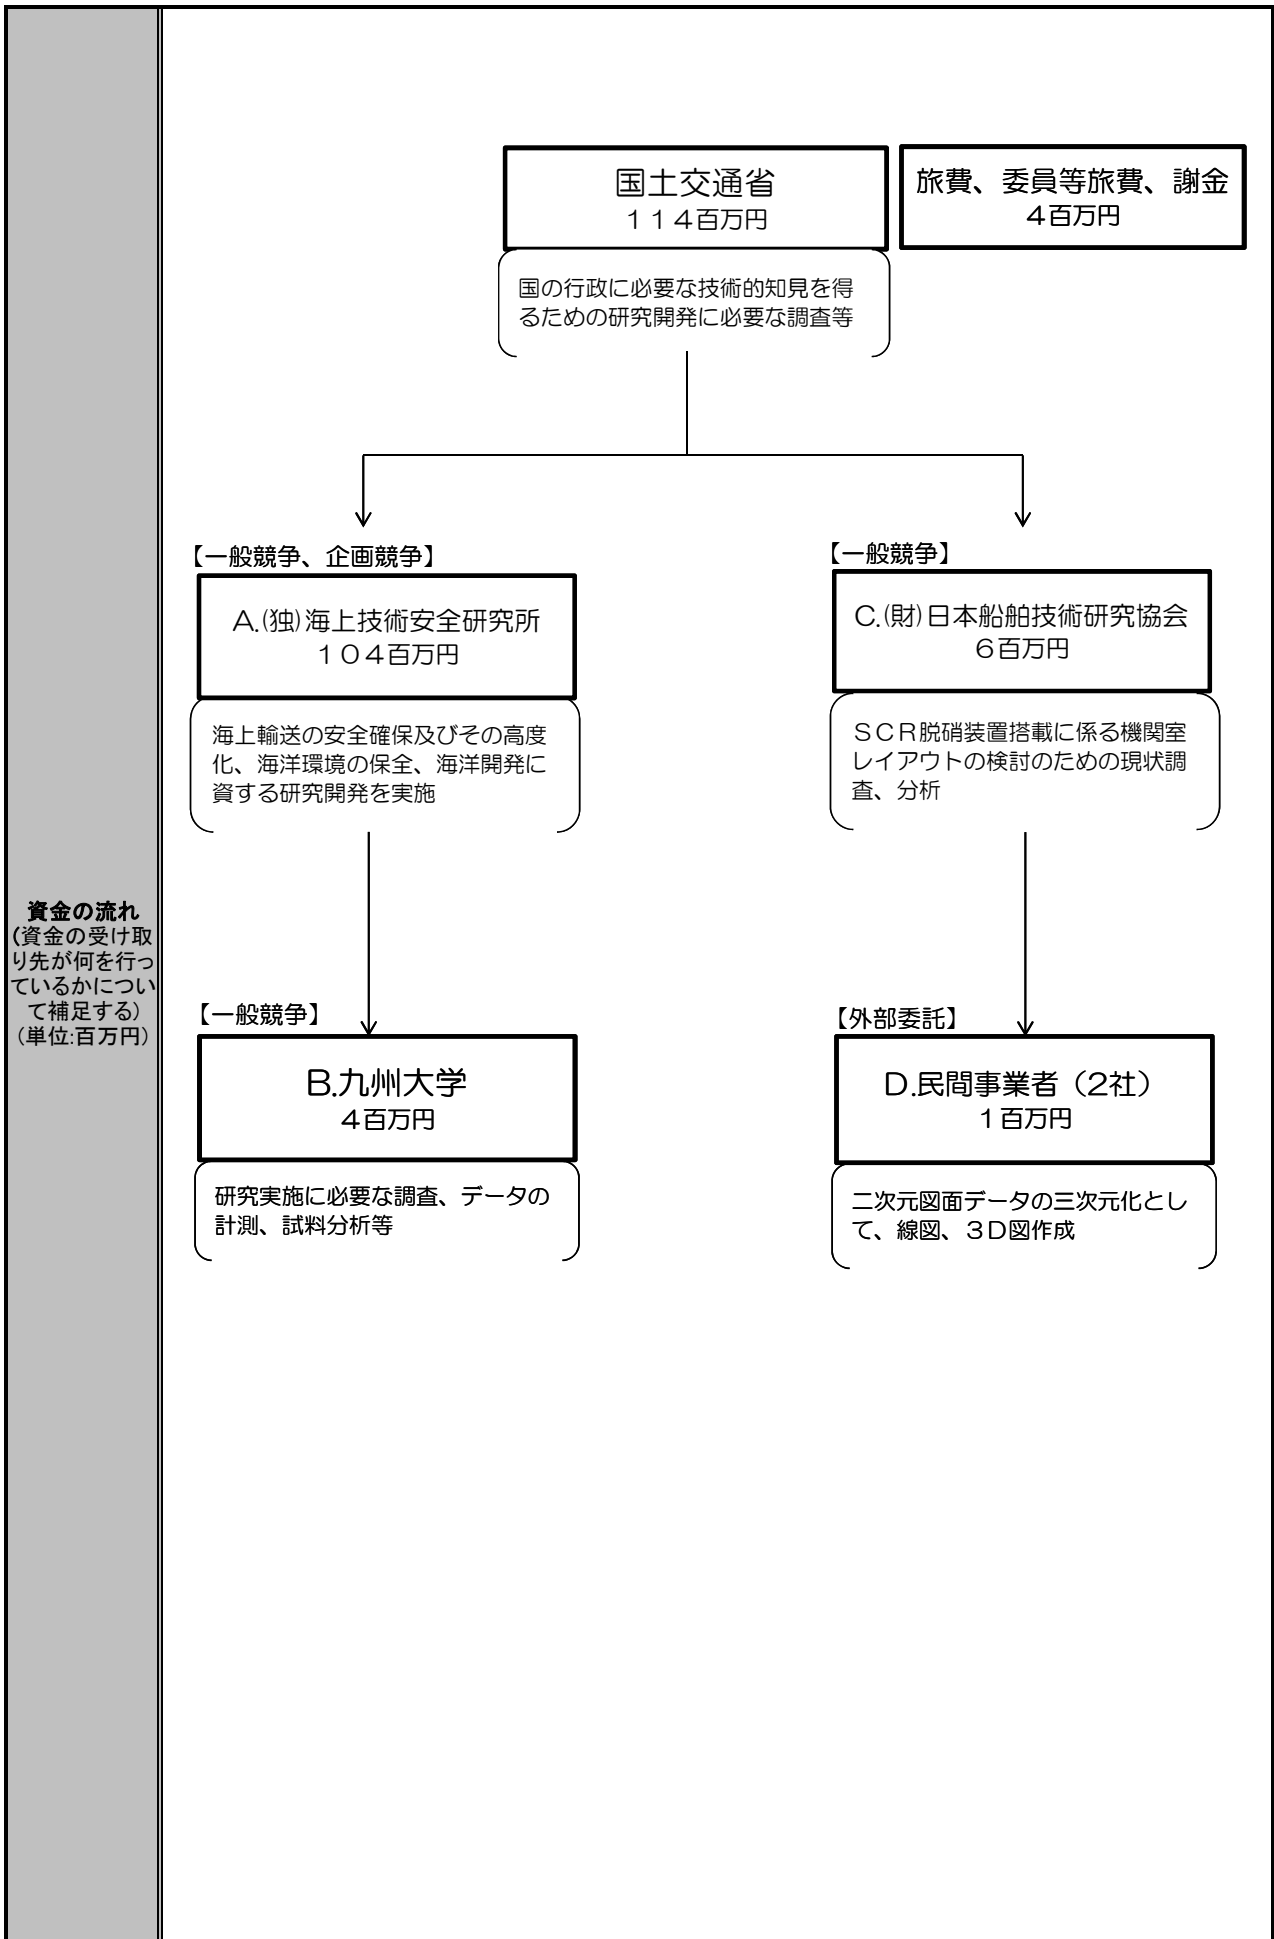 資金の流れ
(資金の受け取
り先が何を行っ
ているかについ
て補足する)
(単位:百万円)
国土交通省
１１４百万円
旅費、委員等旅費、謝金
４百万円
国の行政に必要な技術的知見を得
るための研究開発に必要な調査等
【一般競争、企画競争】
A.(独)海上技術安全研究所
１０４百万円
海上輸送の安全確保及びその高度
化、海洋環境の保全、海洋開発に
資する研究開発を実施
【一般競争】
C.(財)日本船舶技術研究協会
６百万円
ＳＣＲ脱硝装置搭載に係る機関室
レイアウトの検討のための現状調
査、分析
【一般競争】
B.九州大学
４百万円
研究実施に必要な調査、データの
計測、試料分析等
【外部委託】
D.民間事業者（2社）
１百万円
二次元図面データの三次元化とし
て、線図、３Ｄ図作成